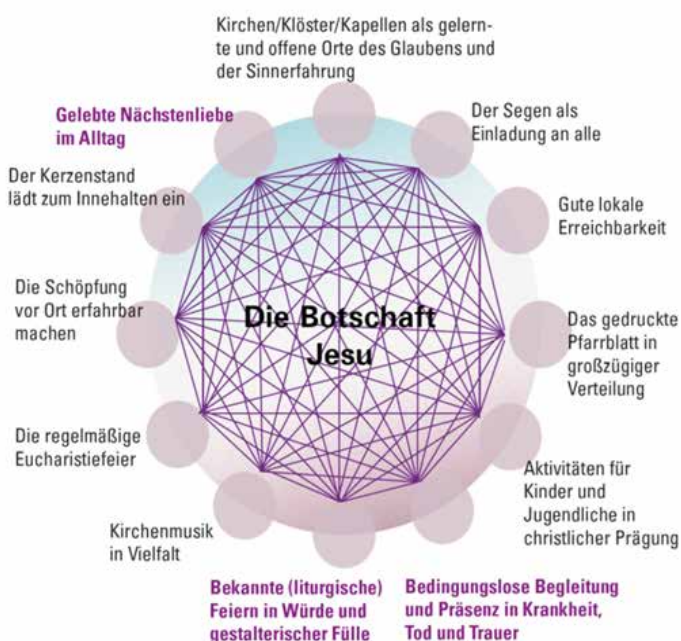 Kirchen/Klöster/Kapellen als gelern-
te und offene Orte des Glaubens und
der Sinnerfahrung
Gelebte Nächstenliebe
im Alltag
Der Segen als
Einladung an alle
Der Kerzenstand
lädt zum Innehalten ein
Gute lokale
Erreichbarkeit
Die Schöpfung
vor Ort erfahrbar
machen
Die Botschaft
Jesu
Das gedruckte
Pfarrblatt in
großzügiger
Verteilung
Die regelmäßige
Eucharistiefeier
Aktivitäten für
Kinder und
Jugendliche in
christlicher Prägung
Kirchenmusik
in Vielfalt
Bekannte (liturgische)
Feiern in Würde und
gestalterischer Fülle
Bedingungslose Begleitung
und Präsenz in Krankheit,
Tod und Trauer